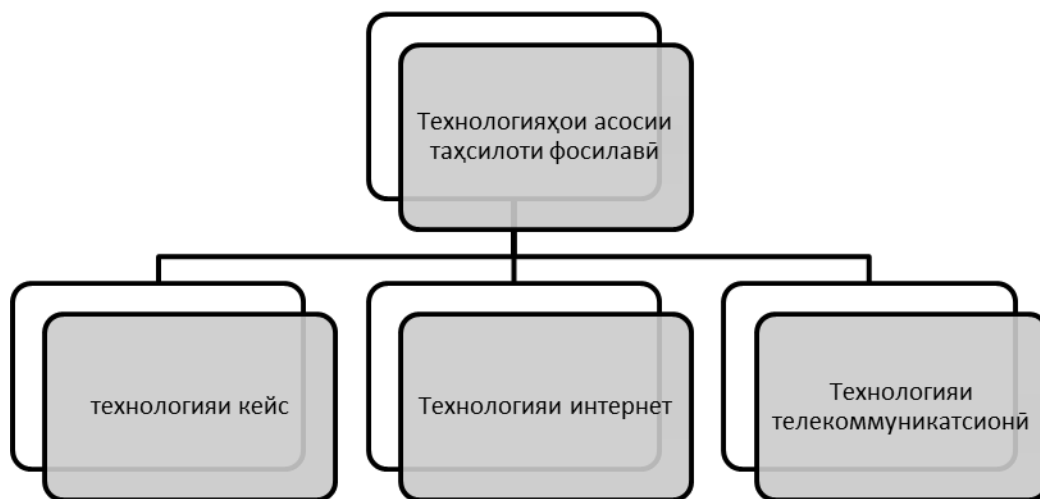 Технологияҳои асосии
таҳсилоти фосилавӣ
технологияи кейс
Технологияи интернет
Технологияи
телекоммуникатсионӣ